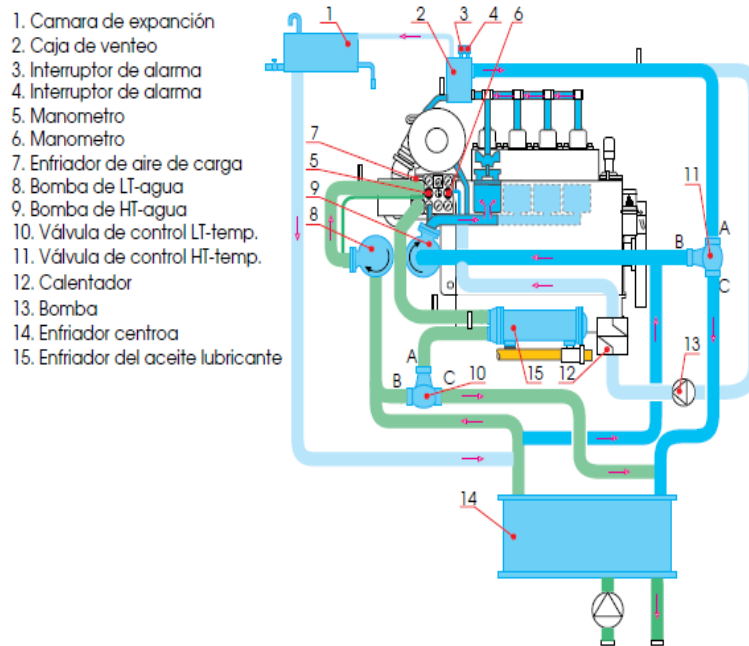 1. Camara de expanción
2. Caja de venteo
3. Interruptor de alarma
4. Interruptor de alarma
5. Manometro
6. Manometro
7. Enfriador de aire de carga
8. Bomba de LT-agua
9. Bomba de HT-agua
10. Válvula de control LT-temp.
11. Válvula de control HT-temp.
12. Calentador
13. Bomba
14. Enfriador centroa
15. Enfriador del aceite lubricante
1
2
3
4
6
7
5
9
8
11
A
B
C
A
B
C
10
15
12
13
14